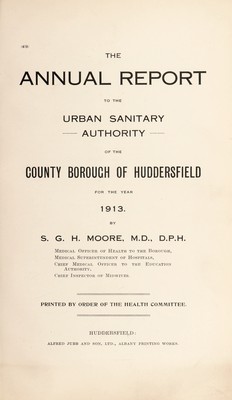 THE
ANNUAL REPORT
TO THE
URBAN SANITARY
— AUTHORITY —
OF THE
COUNTY BOROUGH OF HUDDERSFIELD
FOR THE YEAR
1913.
BY
S. G. H. MOORE, M.D., D.P.H.
MEDICAL OFFICER OF HEALTH TO THE BOROUGH,
MEDICAL SUPERINTENDENT OF HOSPITALS,
CHIEF MEDICAL OFFICER TO THE EDUCATION
AUTHORITY,
CHIEF INSPECTOR OF MIDWIVES.
PRINTED BY ORDER OF THE HEALTH COMMITTEE.
HUDDERSFIELD:
ALFRED JUBB AND SON, LTD., ALBANY PRINTING WORKS.